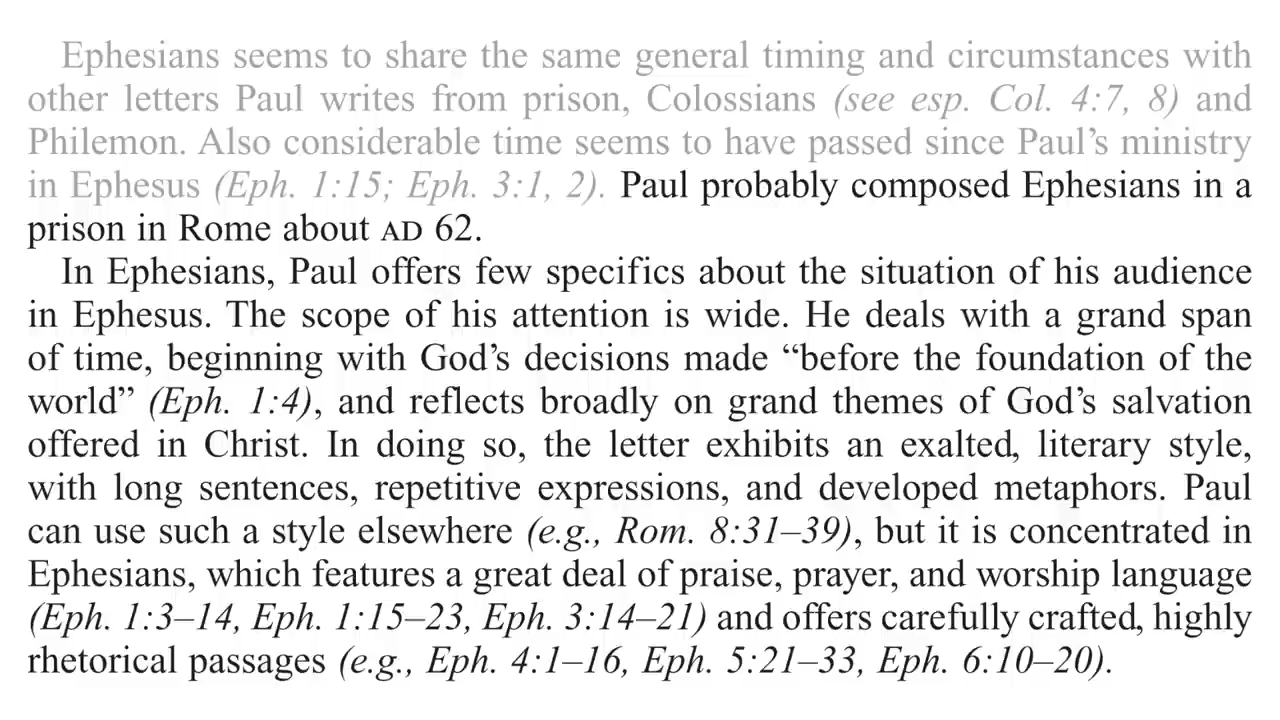 Ephesians seems to share the same general timing and circumstances with
other letters Paul writes from prison, Colossians (see esp. Col. 4:7, 8) and
Philemon. Also considerable time seems to have passed since Paul’s ministry
in Ephesus (Eph. 1:15; Eph. 3:1, 2). Paul probably composed Ephesians in a
prison in Rome about AD 62.
In Ephesians, Paul offers few specifics about the situation of his audience
in Ephesus. The scope of his attention is wide. He deals with a grand span
of time, beginning with God’s decisions made “before the foundation of the
world” (Eph. 1:4), and reflects broadly on grand themes of God’s salvation
offered in Christ. In doing so, the letter exhibits an exalted, literary style,
with long sentences, repetitive expressions, and developed metaphors. Paul
can use such a style elsewhere (e.g., Rom. 8:31–39), but it is concentrated in
Ephesians, which features a great deal of praise, prayer, and worship language
(Eph. 1:3–14, Eph. 1:15–23, Eph. 3:14–21) and offers carefully crafted, highly
rhetorical passages (e.g., Eph. 4:1–16, Eph. 5:21–33, Eph. 6:10–20).